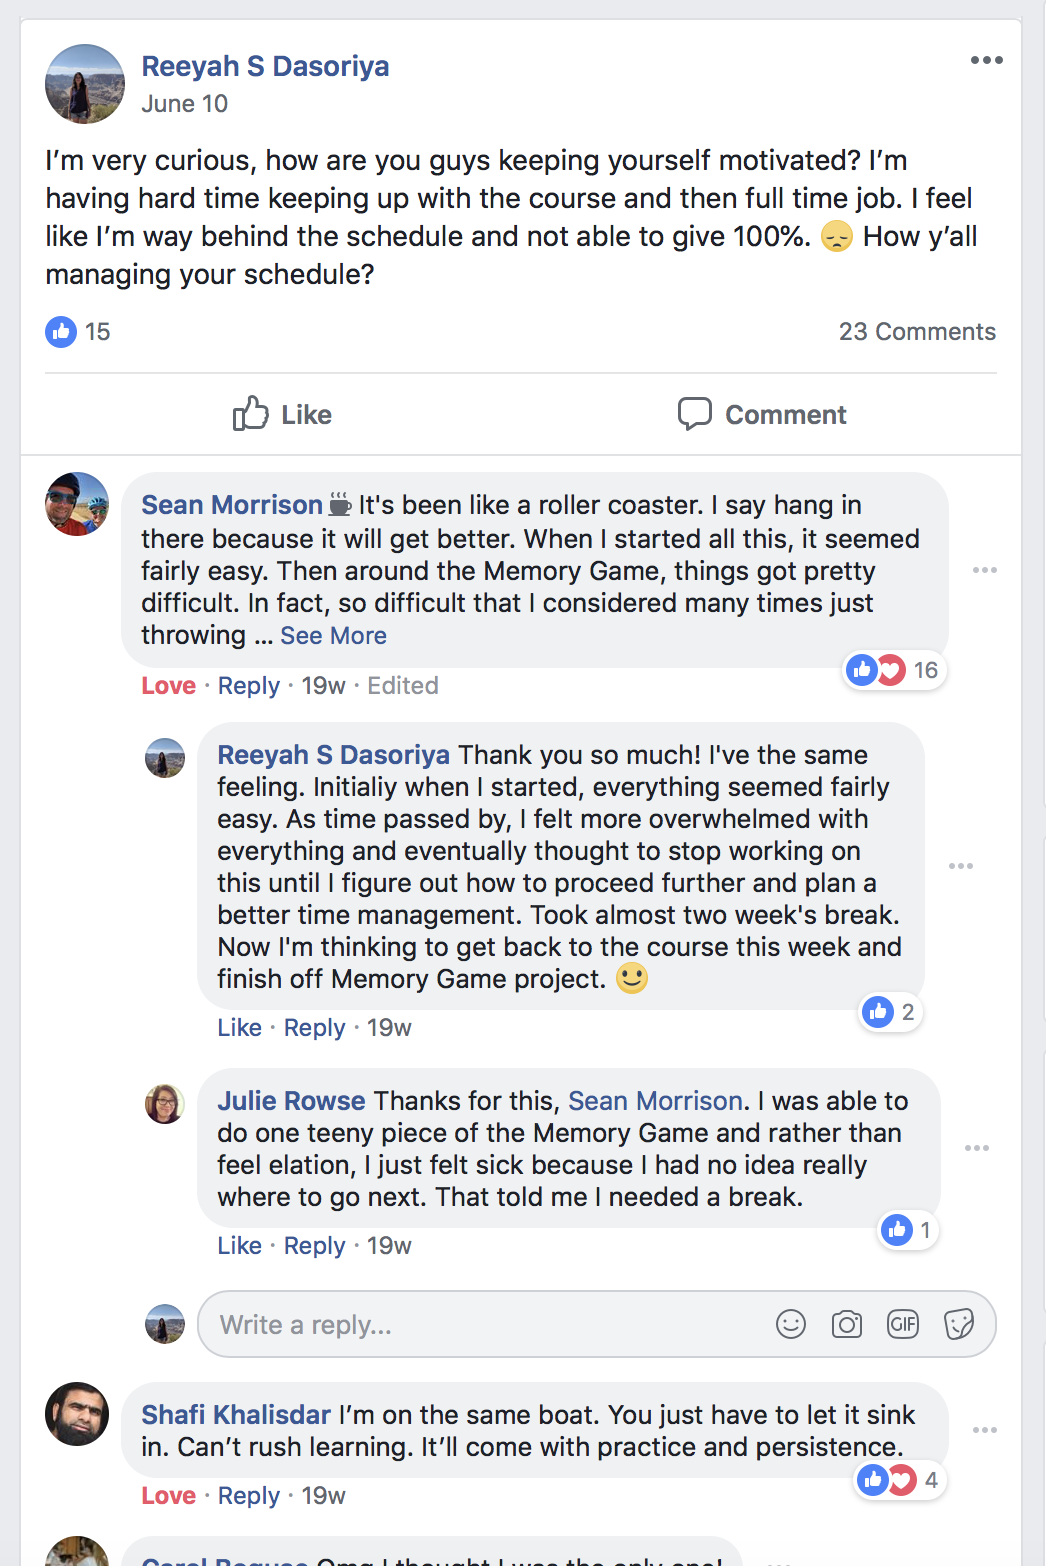 Reeyah S Dasoriya
June 10
I’m very curious, how are you guys keeping yourself motivated? I’m
having hard time keeping up with the course and then full time job. I feel
like I’m way behind the schedule and not able to give 100%. 😞 How y’all
managing your schedule?
15
23 Comments
Like
Comment
Sean Morrison ☕ It's been like a roller coaster. I say hang in
there because it will get better. When I started all this, it seemed
fairly easy. Then around the Memory Game, things got pretty
difficult. In fact, so difficult that I considered many times just
throwing ... See More
16
Love · Reply · 19w · Edited
Reeyah S Dasoriya Thank you so much! I've the same
feeling. Initialiy when I started, everything seemed fairly
easy. As time passed by, I felt more overwhelmed with
everything and eventually thought to stop working on
this until I figure out how to proceed further and plan a
better time management. Took almost two week's break.
Now I'm thinking to get back to the course this week and
finish off Memory Game project. 🙂
2
Like · Reply · 19w
Julie Rowse Thanks for this, Sean Morrison. I was able to
do one teeny piece of the Memory Game and rather than
feel elation, I just felt sick because I had no idea really
where to go next. That told me I needed a break.
1
Like · Reply · 19w
Write a reply...
GIF
Shafi Khalisdar I’m on the same boat. You just have to let it sink
in. Can’t rush learning. It’ll come with practice and persistence.
4
Love · Reply · 19w
Omg I thought I was the only one!